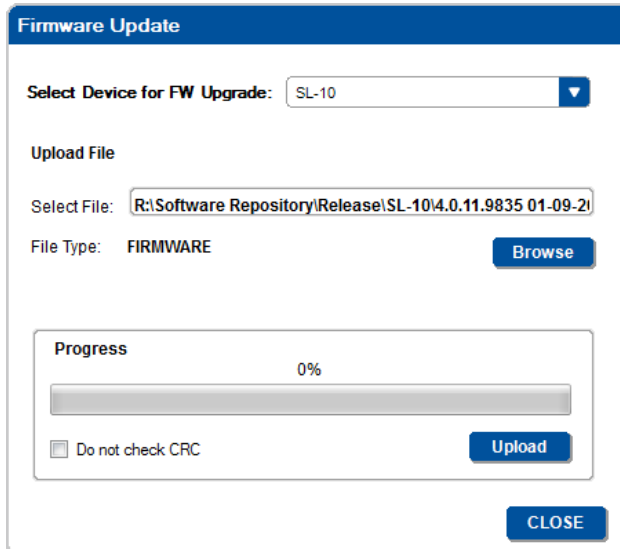 Firmware Update
Select Device for FW Upgrade: SL-10
Upload File
Select File: R:\Software Repository\Release\SL-10\4.0.11.9835 01-09-20
File Type: FIRMWARE
Browse
Progress
0%
Do not check CRC
Upload
CLOSE